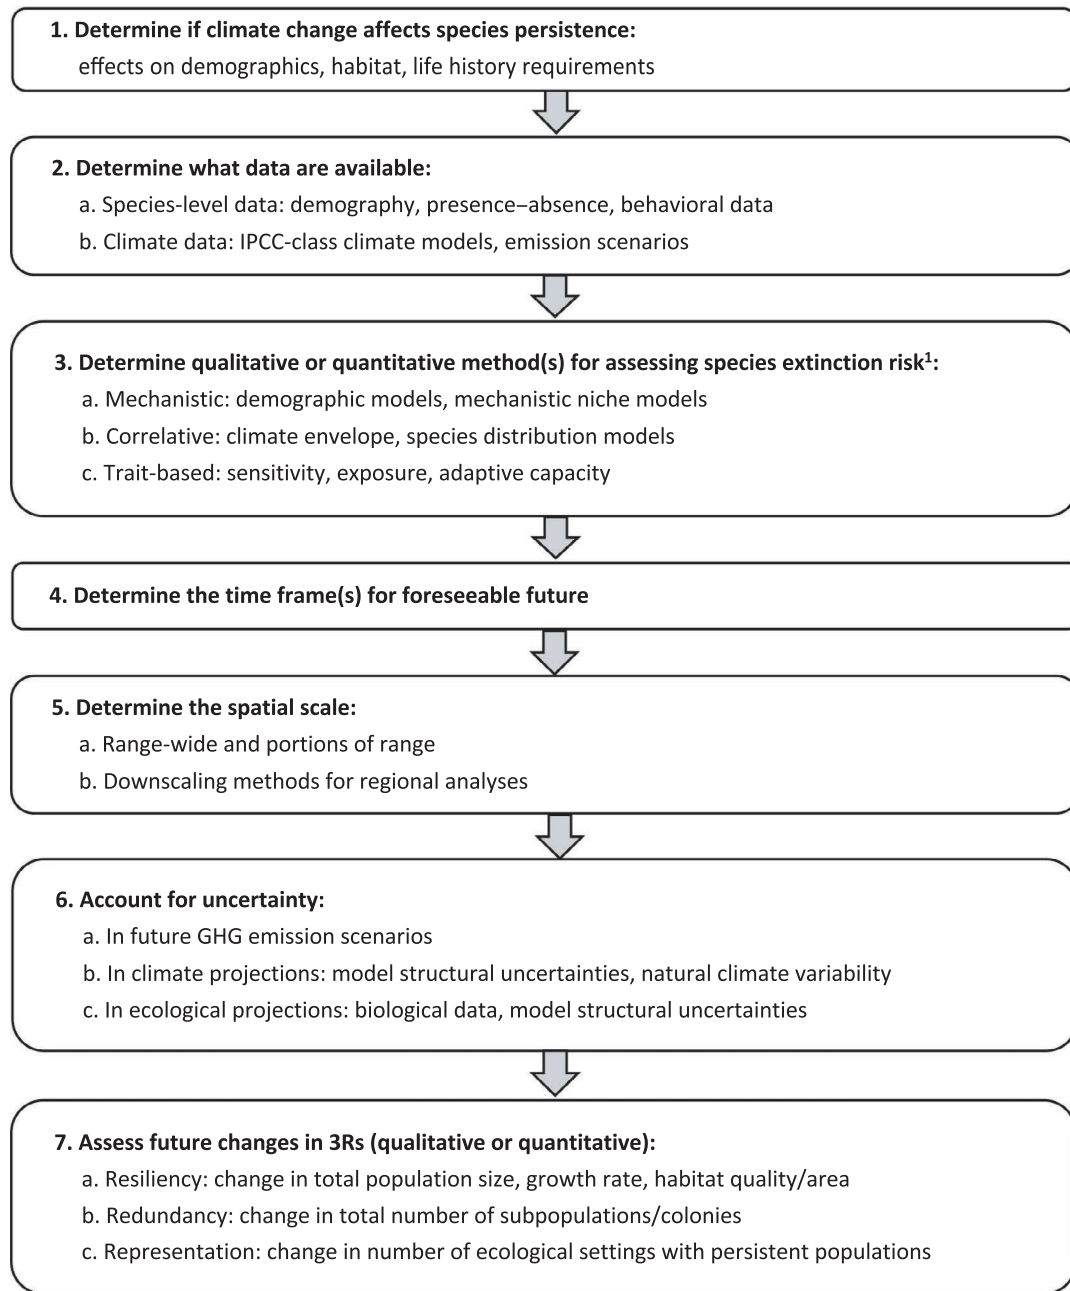 1. Determine if climate change affects species persistence:
effects on demographics, habitat, life history requirements
2. Determine what data are available:
a. Species-level data: demography, presence–absence, behavioral data
b. Climate data: IPCC-class climate models, emission scenarios
3. Determine qualitative or quantitative method(s) for assessing species extinction risk¹:
a. Mechanistic: demographic models, mechanistic niche models
b. Correlative: climate envelope, species distribution models
c. Trait-based: sensitivity, exposure, adaptive capacity
4. Determine the time frame(s) for foreseeable future
5. Determine the spatial scale:
a. Range-wide and portions of range
b. Downscaling methods for regional analyses
6. Account for uncertainty:
a. In future GHG emission scenarios
b. In climate projections: model structural uncertainties, natural climate variability
c. In ecological projections: biological data, model structural uncertainties
7. Assess future changes in 3Rs (qualitative or quantitative):
a. Resiliency: change in total population size, growth rate, habitat quality/area
b. Redundancy: change in total number of subpopulations/colonies
c. Representation: change in number of ecological settings with persistent populations